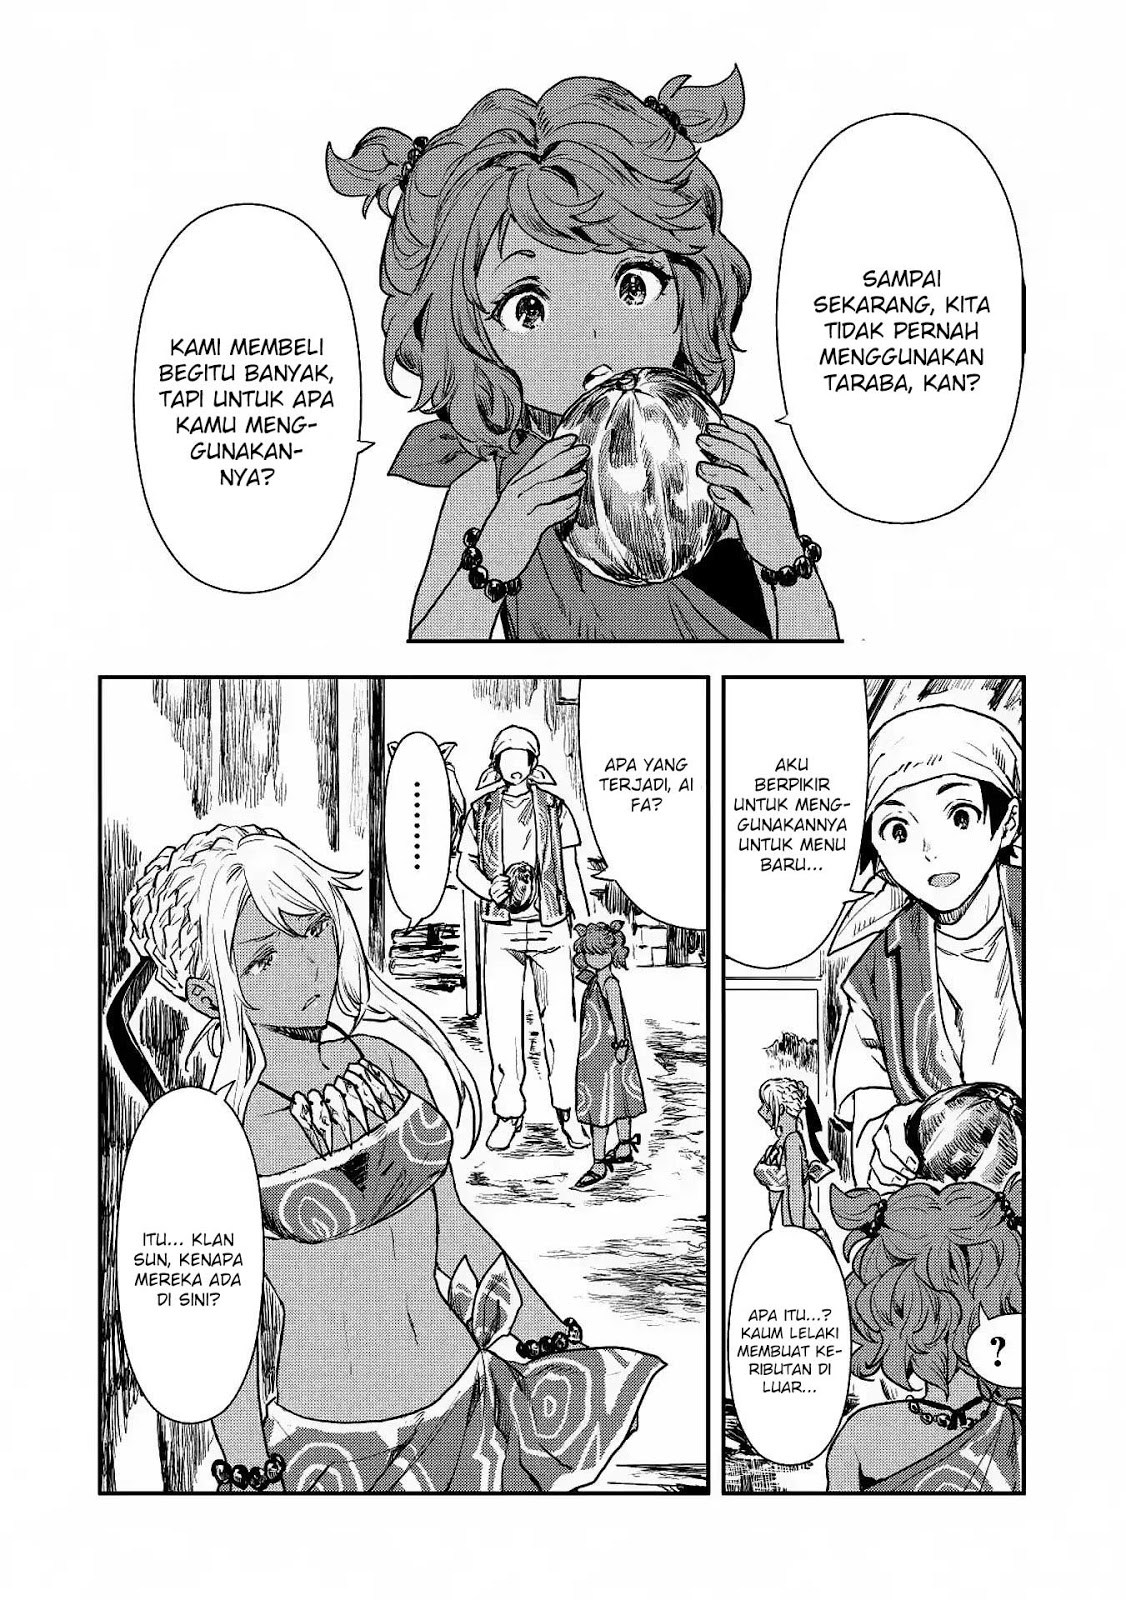 SAMPAI
SEKARANG, KITA
TIDAK PERNAH
MENGGUNAKAN
TARABA, KAN?
KAMI MEMBELI
BEGITU BANYAK,
TAPI UNTUK APA
KAMU MENG-
GUNAKAN-
NYA?
AKU
BERPIKIR
UNTUK MENG-
GUNAKANNYA
UNTUK MENU
BARU...
?
APA ITU...?
KAUM LELAKI
MEMBUAT KE-
RIBUTAN DI
LUAR...
APA YANG
TERJADI, AI
FA?
.........
ITU... KLAN
SUN, KENAPA
MEREKA ADA
DI SINI?